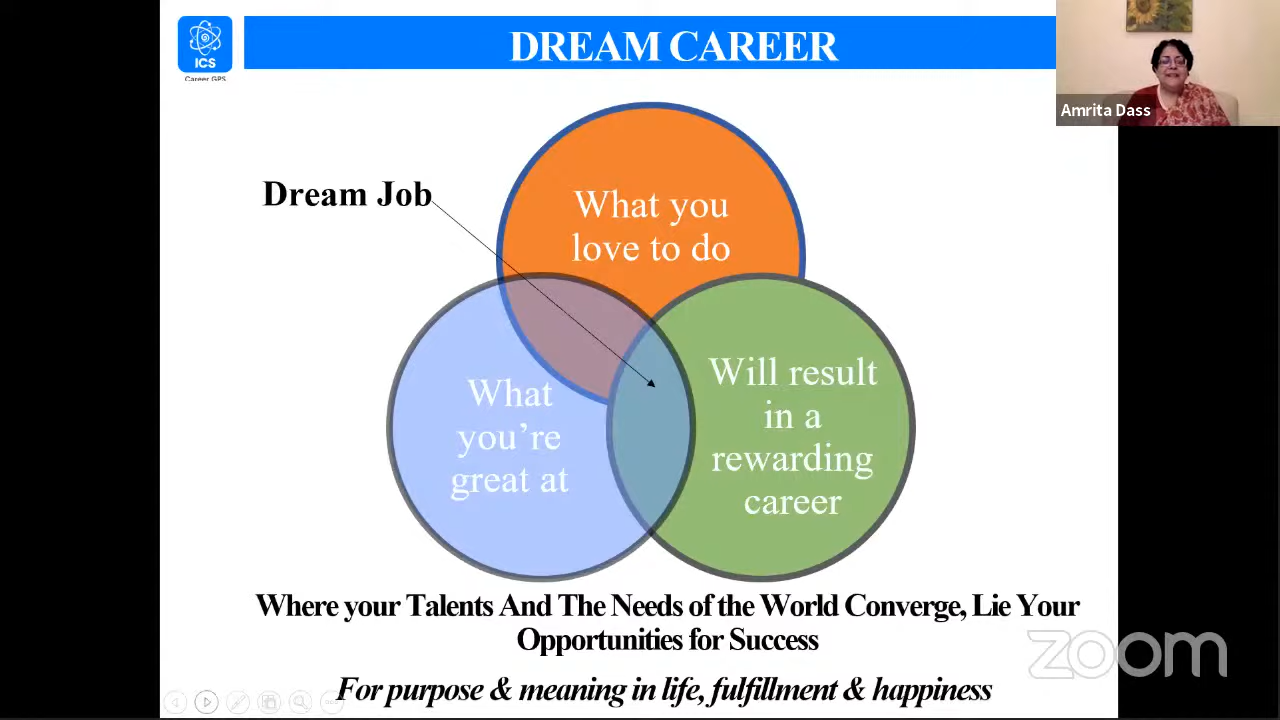 ICS
Career GPS
DREAM CAREER
Amrita Dass
Dream Job
What you
love to do
What
you’re
great at
Will result
in a
rewarding
career
Where your Talents And The Needs of the World Converge, Lie Your
Opportunities for Success
For purpose & meaning in life, fulfillment & happiness
zoom